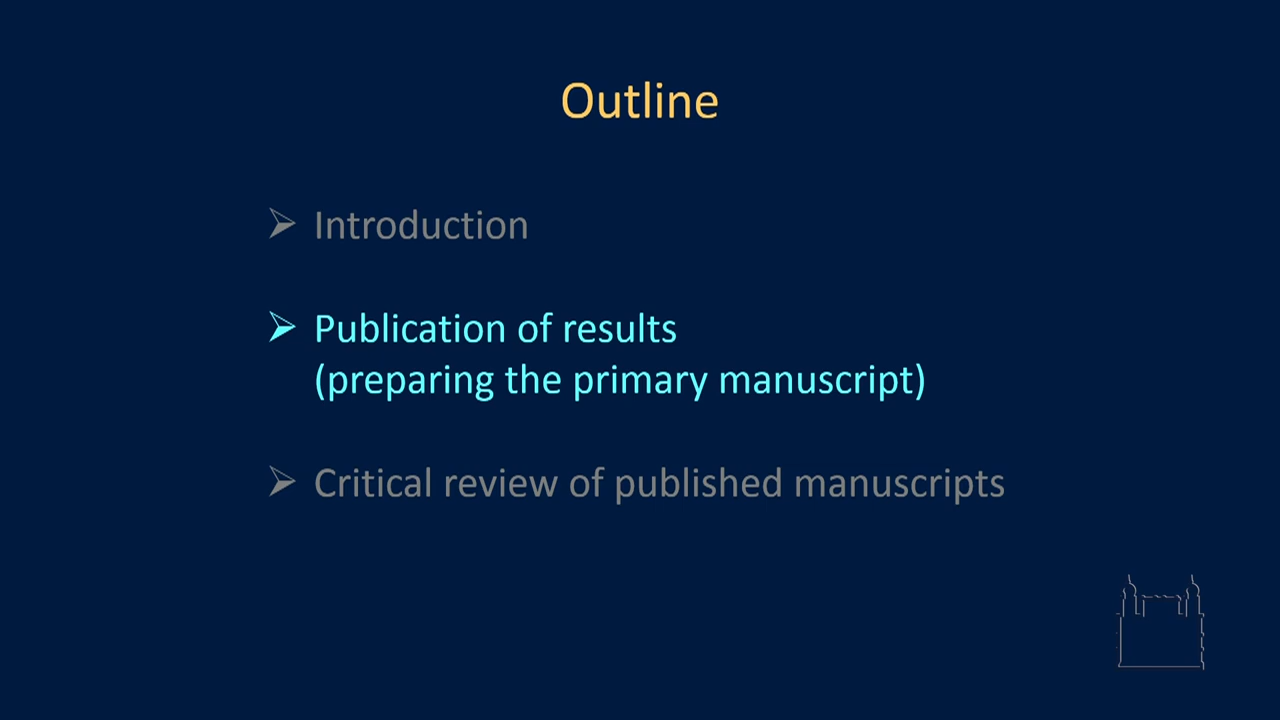 Outline
➢ Introduction
➢ Publication of results
(preparing the primary manuscript)
➢ Critical review of published manuscripts